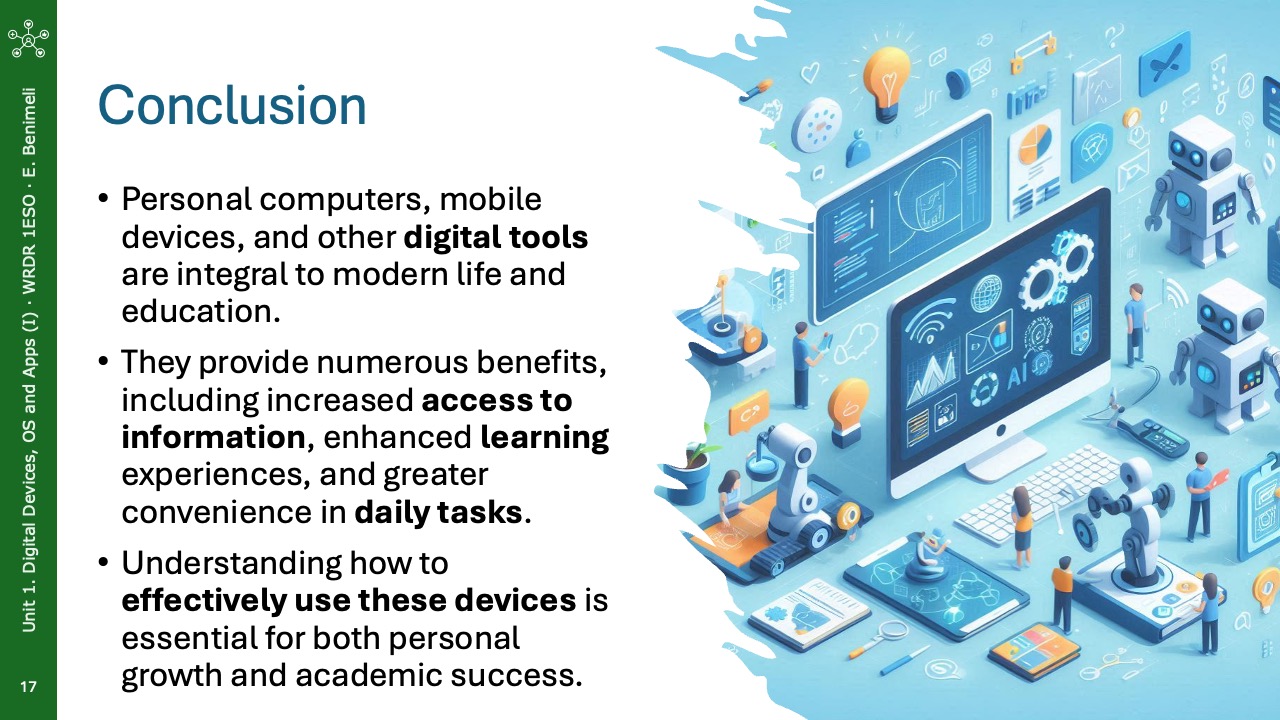 Unit 1. Digital Devices, OS and Apps (I) · WRDR 1ESO · E. Benimeli
17
Conclusion
• Personal computers, mobile
devices, and other digital tools
are integral to modern life and
education.
• They provide numerous benefits,
including increased access to
information, enhanced learning
experiences, and greater
convenience in daily tasks.
• Understanding how to
effectively use these devices is
essential for both personal
growth and academic success.
Ai